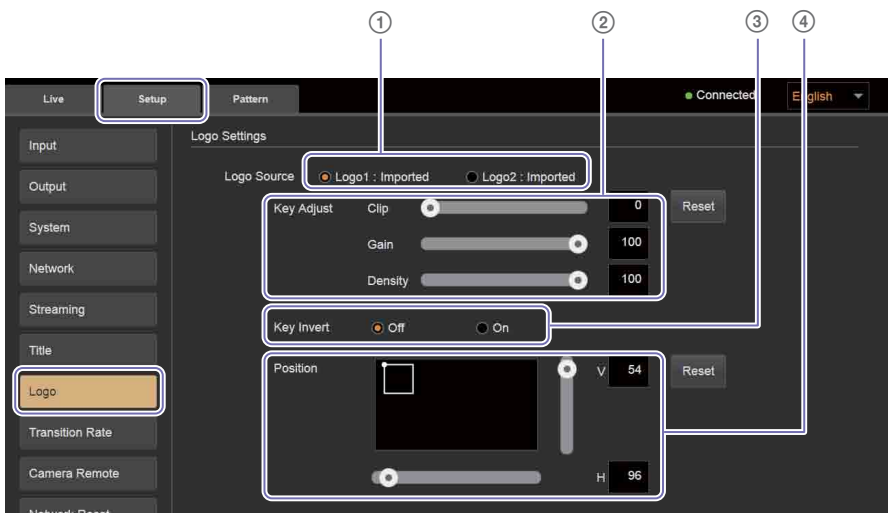 ① ② ③ ④
Live Setup Pattern Connected English
Input
Output
System
Network
Streaming
Title
Logo
Transition Rate
Camera Remote
Logo Settings
Logo Source Logo1 : Imported Logo2 : Imported
Key Adjust Clip 0 Reset
Gain 100
Density 100
Key Invert Off On
Position V 54 Reset
H 96